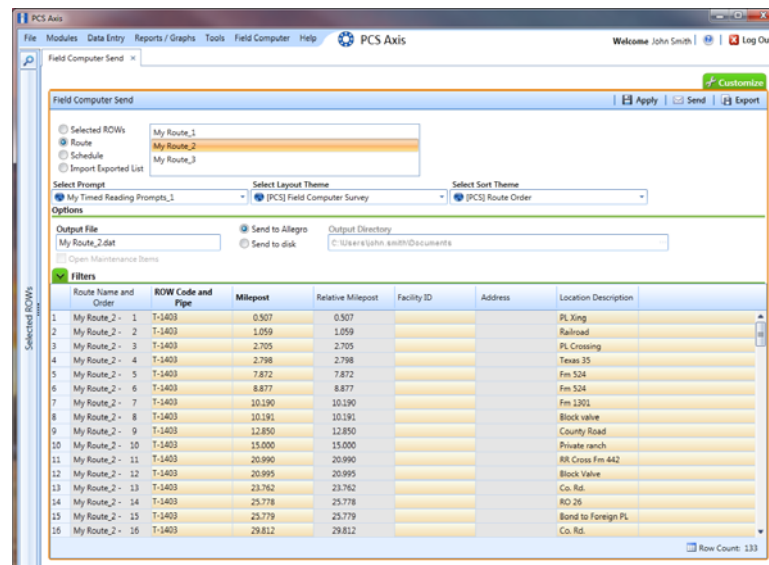 PCS Axis
File Modules Data Entry Reports / Graphs Tools Field Computer Help PCS Axis Welcome John Smith | Log Ou
Field Computer Send ×
Customize
Field Computer Send | Apply | Send | Export
Selected ROWs
Route
Schedule
Import Exported List
My Route_1
My Route_2
My Route_3
Select Prompt Select Layout Theme Select Sort Theme
My Timed Reading Prompts_1 [PCS] Field Computer Survey [PCS] Route Order
Options
Output File Send to Allegro Output Directory
My Route_2.dat Send to disk C:\Users\john.smith\Documents
Open Maintenance Items
Filters
Selected ROWs
Route Name and Order ROW Code and Pipe Milepost Relative Milepost Facility ID Address Location Description
1 My Route_2 - 1 T-1403 0.507 0.507 PL Xing
2 My Route_2 - 2 T-1403 1.059 1.059 Railroad
3 My Route_2 - 3 T-1403 2.705 2.705 PL Crossing
4 My Route_2 - 4 T-1403 2.798 2.798 Texas 35
5 My Route_2 - 5 T-1403 7.872 7.872 Fm 524
6 My Route_2 - 6 T-1403 8.877 8.877 Fm 524
7 My Route_2 - 7 T-1403 10.190 10.190 Fm 1301
8 My Route_2 - 8 T-1403 10.191 10.191 Block valve
9 My Route_2 - 9 T-1403 12.850 12.850 County Road
10 My Route_2 - 10 T-1403 15.000 15.000 Private ranch
11 My Route_2 - 11 T-1403 20.990 20.990 RR Cross Fm 442
12 My Route_2 - 12 T-1403 20.995 20.995 Block Valve
13 My Route_2 - 13 T-1403 23.762 23.762 Co. Rd.
14 My Route_2 - 14 T-1403 25.778 25.778 RO 26
15 My Route_2 - 15 T-1403 25.779 25.779 Bond to Foreign PL
16 My Route_2 - 16 T-1403 29.812 29.812 Co. Rd.
Row Count: 133